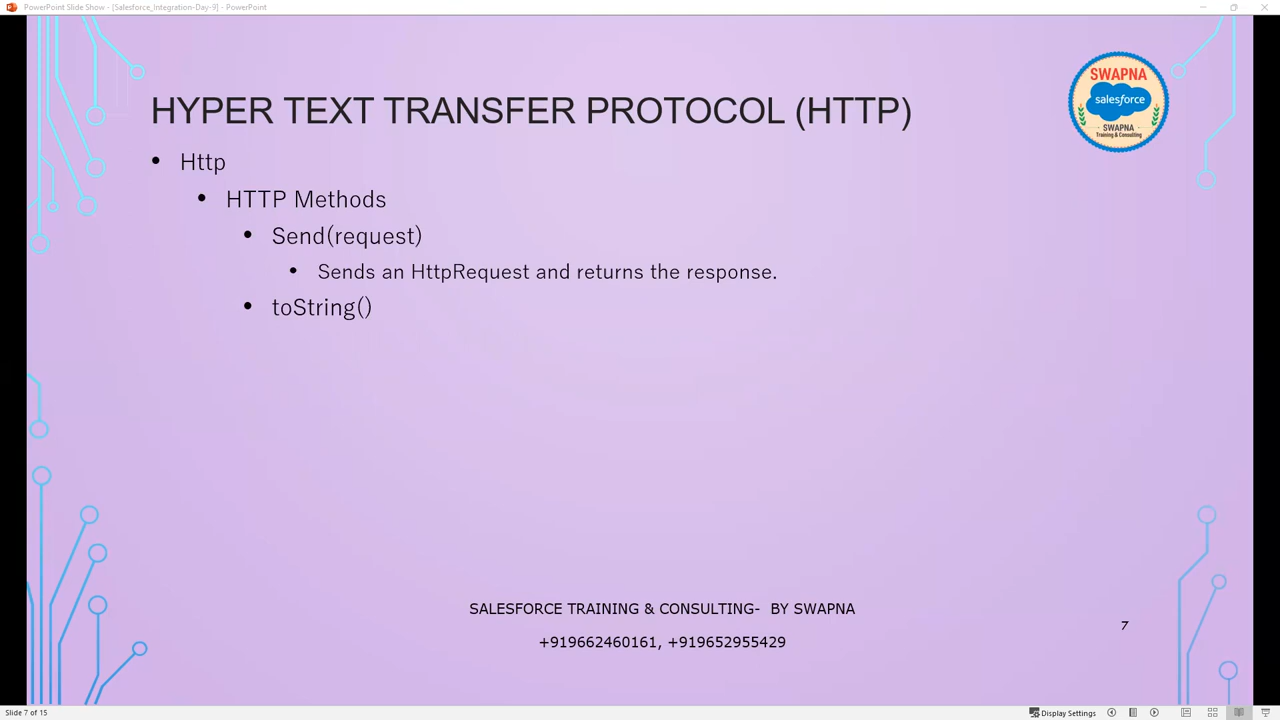 PowerPoint Slide Show - [Salesforce_Integration-Day-9] - PowerPoint
HYPER TEXT TRANSFER PROTOCOL (HTTP)
SWAPNA
salesforce
SWAPNA
Training & Consulting
• Http
• HTTP Methods
• Send(request)
• Sends an HttpRequest and returns the response.
• toString()
SALESFORCE TRAINING & CONSULTING- BY SWAPNA
+919662460161, +919652955429
7
Slide 7 of 15
Display Settings